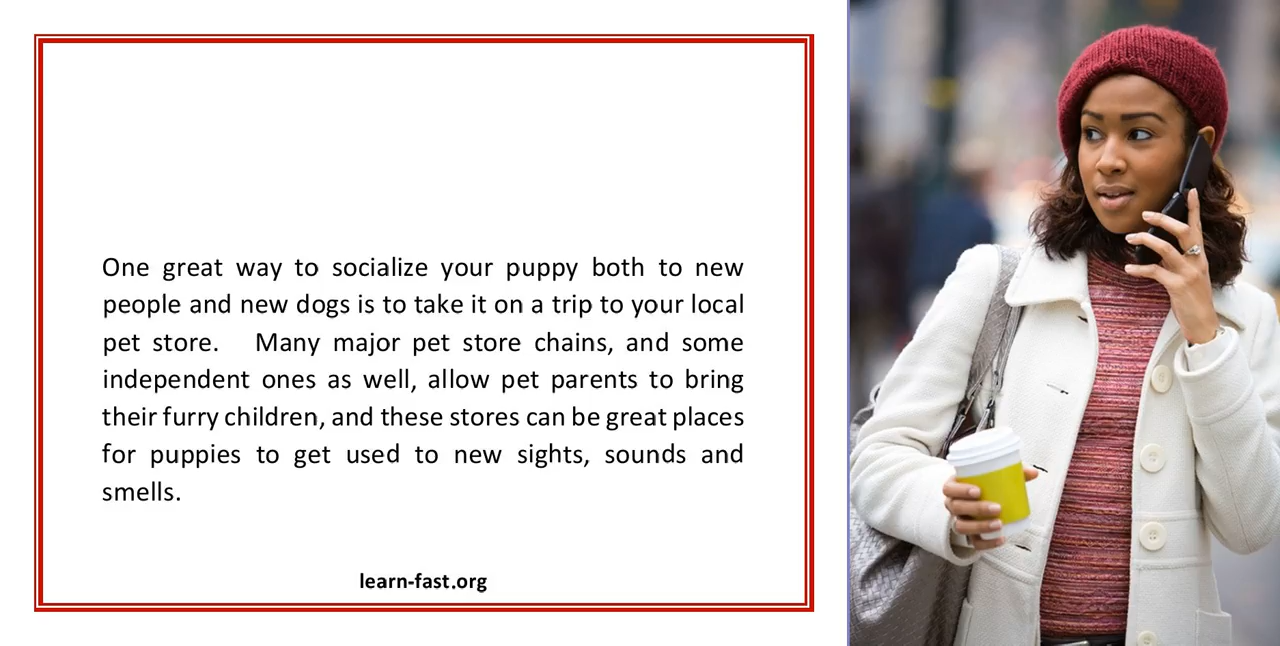 One great way to socialize your puppy both to new
people and new dogs is to take it on a trip to your local
pet store.   Many major pet store chains, and some
independent ones as well, allow pet parents to bring
their furry children, and these stores can be great places
for puppies to get used to new sights, sounds and
smells.
learn-fast.org